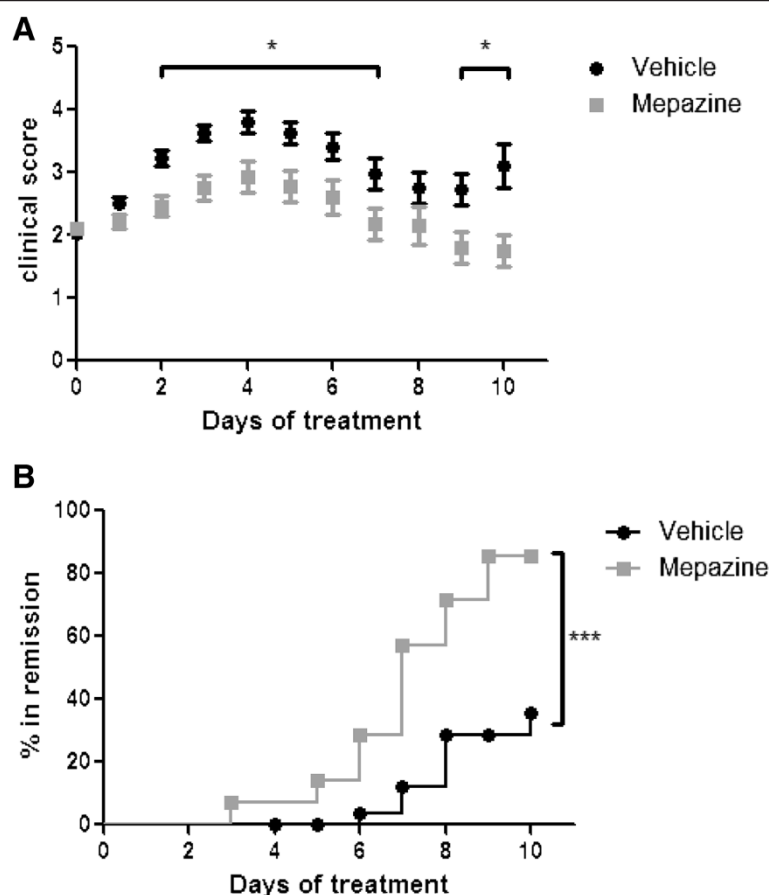 A
clinical score
5
4
3
2
1
0
*
*
Vehicle
Mepazine
0 2 4 6 8 10
Days of treatment
B
% in remission
100
80
60
40
20
0
Vehicle
Mepazine
***
0 2 4 6 8 10
Days of treatment